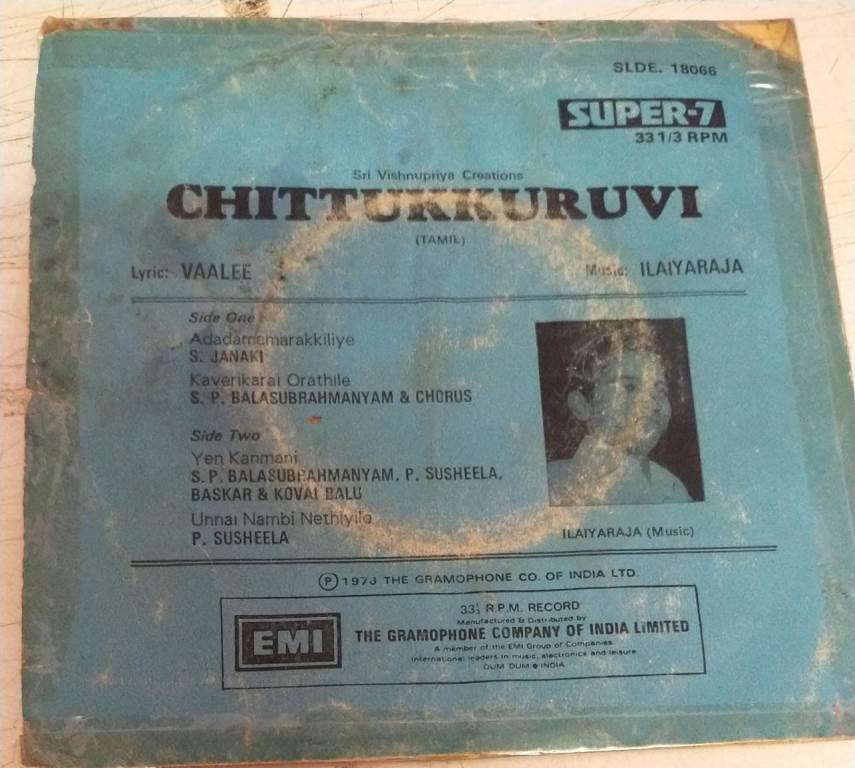 SLDE. 18066
SUPER-7
33 1/3 RPM
Sri Vishnupriya Creations
CHITTUKKURUVI
(TAMIL)
Lyric: VAALEE
Music: ILAIYARAJA
Side One
Adadamamarakkiliye
S. JANAKI
Kaverikarai Orathile
S. P. BALASUBRAHMANYAM & CHORUS
Side Two
Yen Kanmani
S. P. BALASUBRAHMANYAM, P. SUSHEELA,
BASKAR & KOVAI BALU
Unnai Nambi Nethiyile
P. SUSHEELA
ILAIYARAJA (Music)
Ⓟ THE GRAMOPHONE CO. OF INDIA LTD.
EMI
33⅓ R.P.M. RECORD
Manufactured & Distributed by
THE GRAMOPHONE COMPANY OF INDIA LIMITED
A member of the EMI Group of Companies
International leaders in music, electronics and leisure
DUM DUM ● INDIA